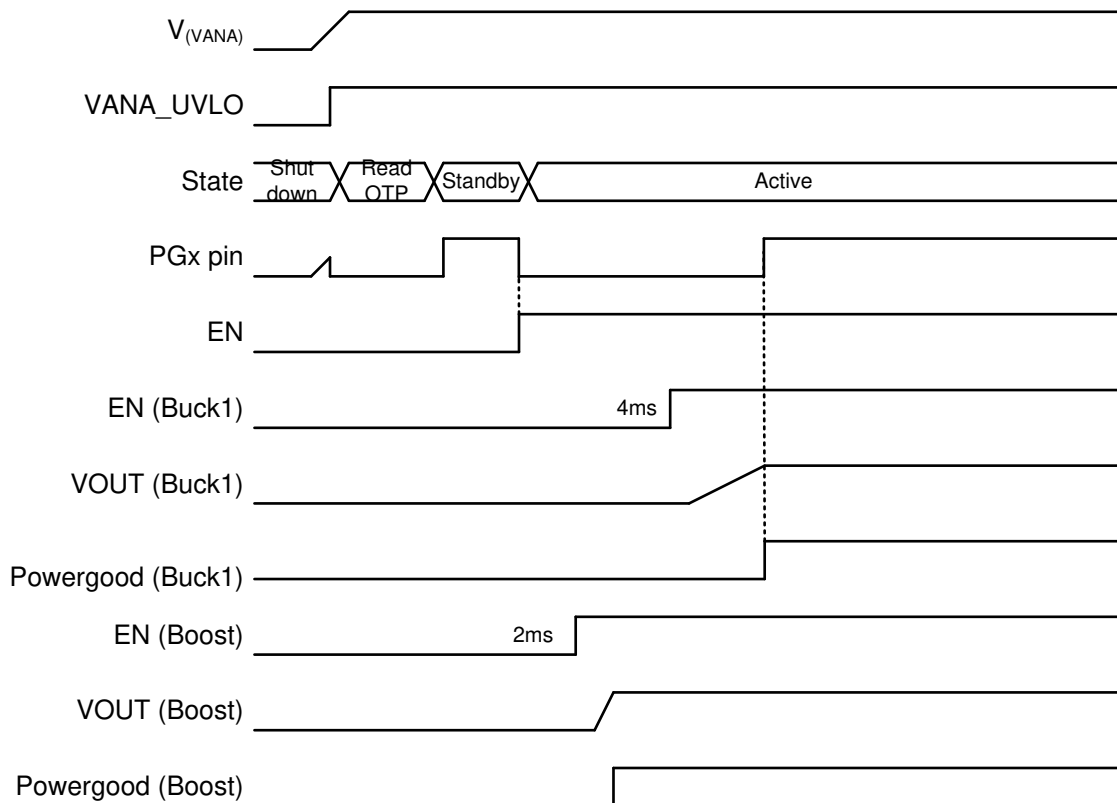 V(VANA)
VANA_UVLO
State
Shut
down
Read
OTP
Standby
Active
PGx pin
EN
EN (Buck1)
4ms
VOUT (Buck1)
Powergood (Buck1)
EN (Boost)
2ms
VOUT (Boost)
Powergood (Boost)